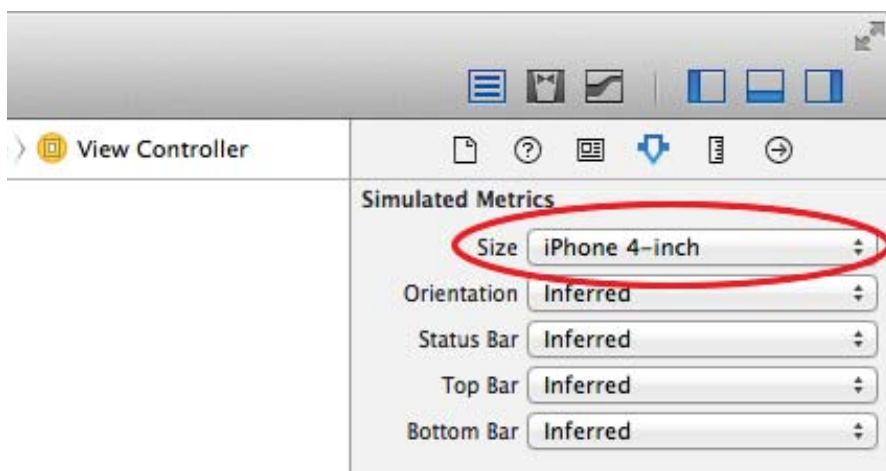 View Controller
Simulated Metrics
Size iPhone 4-inch
Orientation Inferred
Status Bar Inferred
Top Bar Inferred
Bottom Bar Inferred